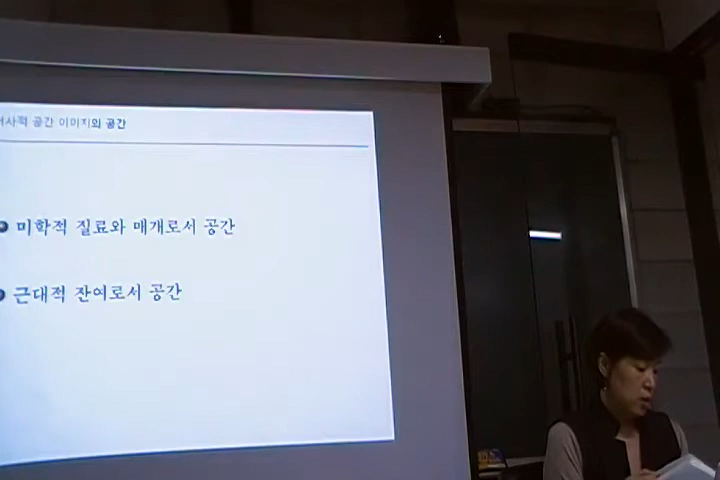 서사적 공간 이미지의 공간
미학적 질료와 매개로서 공간
근대적 잔여로서 공간